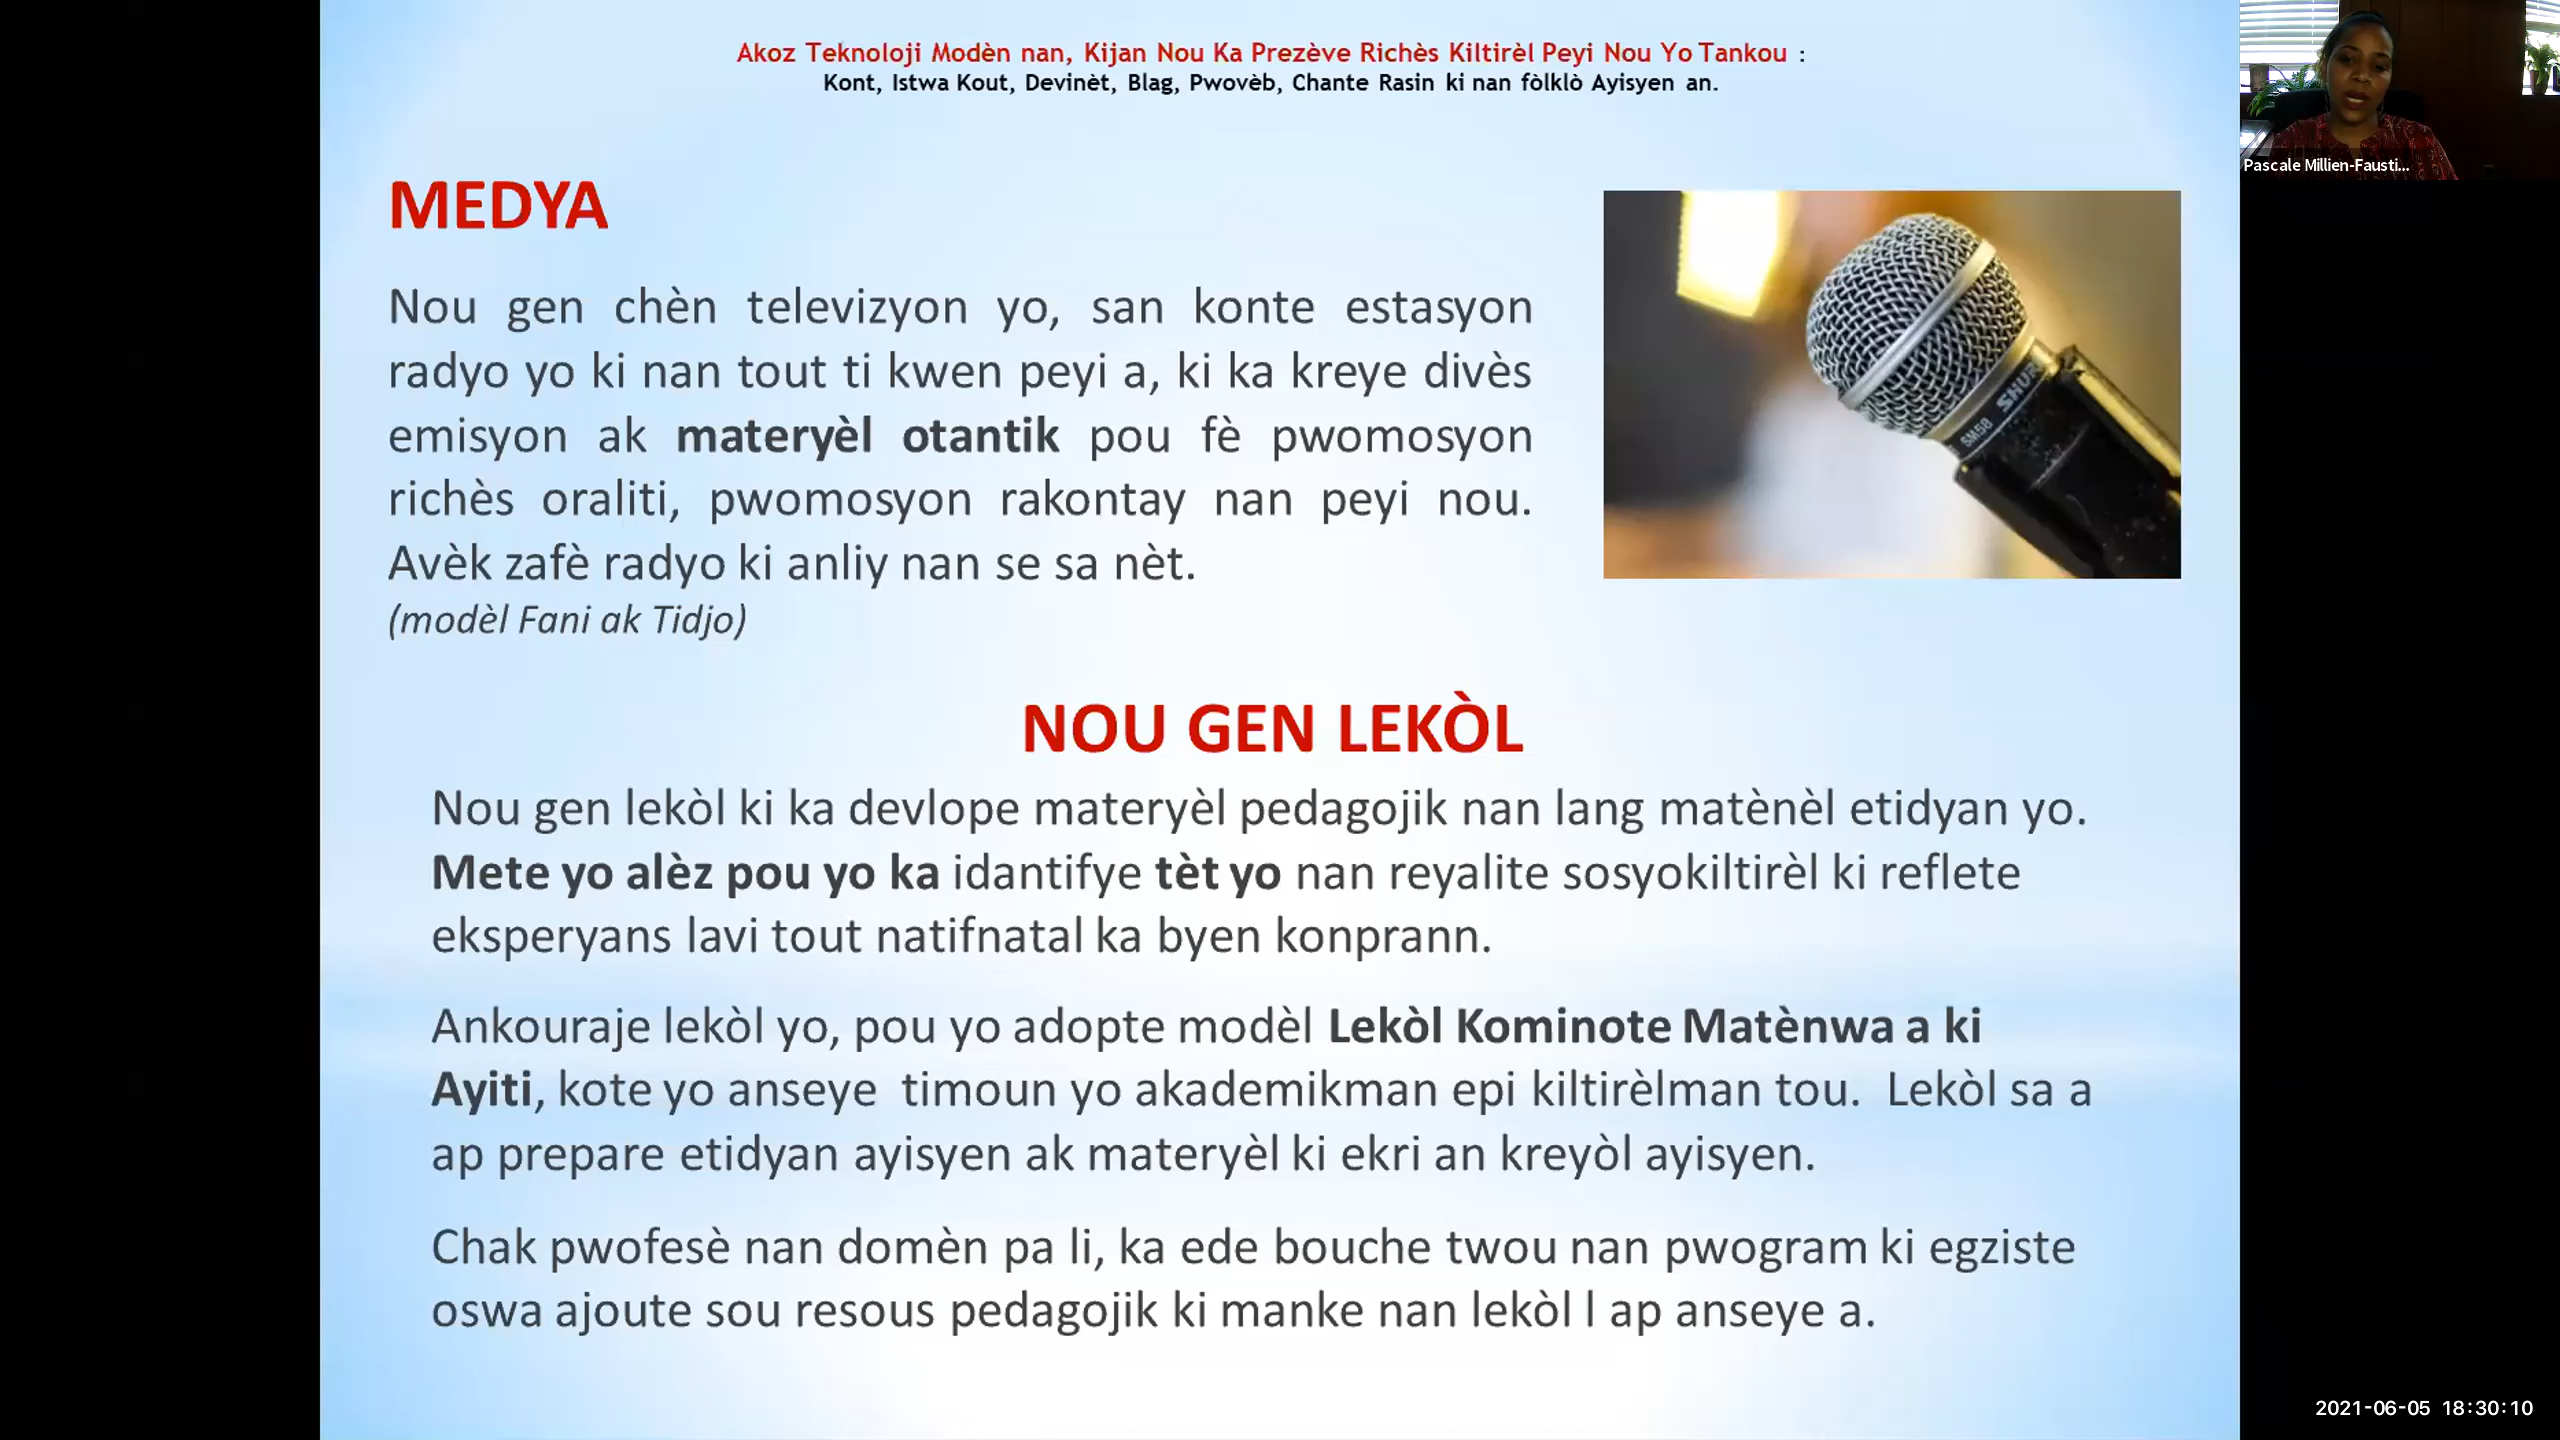 Akoz Teknoloji Modèn nan, Kijan Nou Ka Prezève Richès Kiltirèl Peyi Nou Yo Tankou :
Kont, Istwa Kout, Devinèt, Blag, Pwovèb, Chante Rasin ki nan fòlklò Ayisyen an.
Pascale Millien-Fausti...
MEDYA
Nou gen chèn televizyon yo, san konte estasyon
radyo yo ki nan tout ti kwen peyi a, ki ka kreye divès
emisyon ak materyèl otantik pou fè pwomosyon
richès oraliti, pwomosyon rakontay nan peyi nou.
Avèk zafè radyo ki anliy nan se sa nèt.
(modèl Fani ak Tidjo)
SM58 SHUR
NOU GEN LEKÒL
Nou gen lekòl ki ka devlope materyèl pedagojik nan lang matènèl etidyan yo.
Mete yo alèz pou yo ka idantifye tèt yo nan reyalite sosyokiltirèl ki reflete
eksperyans lavi tout natifnatal ka byen konprann.
Ankouraje lekòl yo, pou yo adopte modèl Lekòl Kominote Matènwa a ki
Ayiti, kote yo anseye timoun yo akademikman epi kiltirèlman tou. Lekòl sa a
ap prepare etidyan ayisyen ak materyèl ki ekri an kreyòl ayisyen.
Chak pwofesè nan domèn pa li, ka ede bouche twou nan pwogram ki egziste
oswa ajoute sou resous pedagojik ki manke nan lekòl l ap anseye a.
2021-06-05 18:30:10